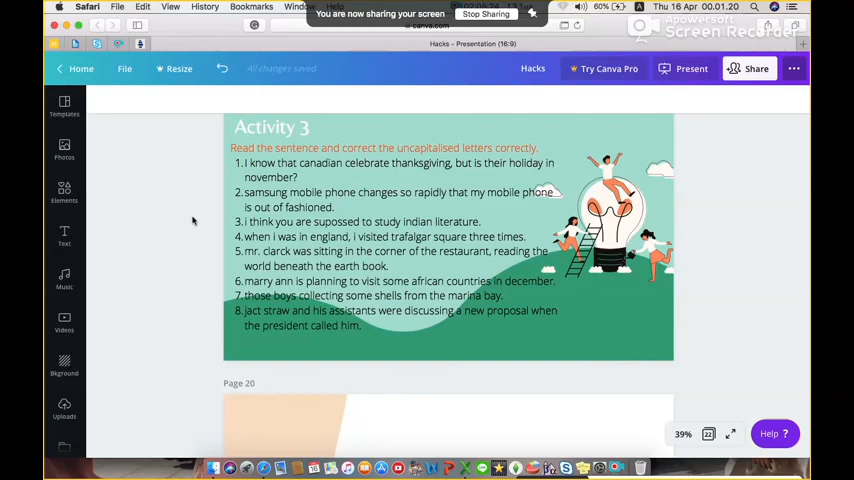 Safari File Edit View History Bookmarks Window
You are now sharing your screen Stop Sharing
60% A Thu 16 Apr 00.01.20
canva.com
Apowersoft
Screen Recorder
Hacks - Presentation (16:9)
Home File Resize All changes saved Hacks Try Canva Pro Present Share
Templates
Photos
Elements
Text
Music
Videos
Bkground
Uploads
Activity 3
Read the sentence and correct the uncapitalised letters correctly.
1. I know that canadian celebrate thanksgiving, but is their holiday in
november?
2. samsung mobile phone changes so rapidly that my mobile phone
is out of fashioned.
3. i think you are supossed to study indian literature.
4. when i was in england, i visited trafalgar square three times.
5. mr. clarck was sitting in the corner of the restaurant, reading the
world beneath the earth book.
6. marry ann is planning to visit some african countries in december.
7. those boys collecting some shells from the marina bay.
8. jact straw and his assistants were discussing a new proposal when
the president called him.
Page 20
39% 22 Help ?